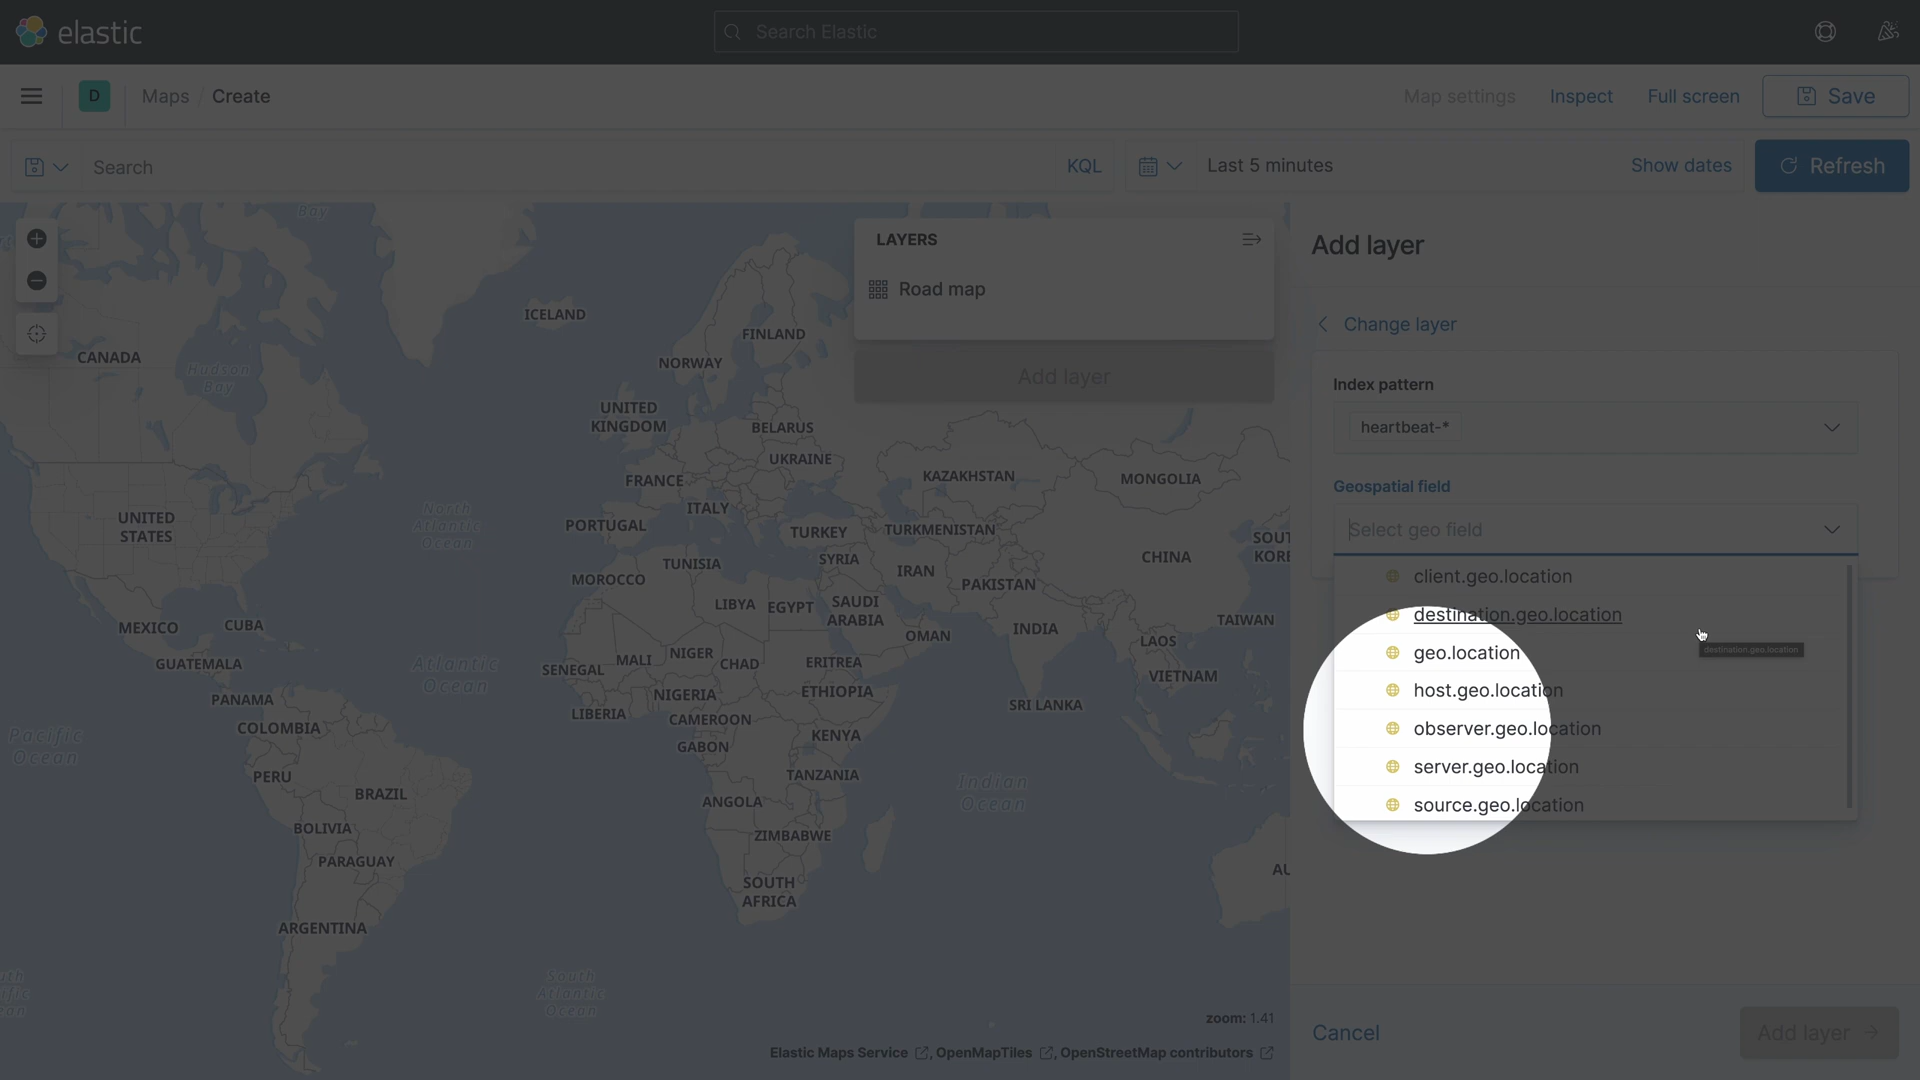 elastic
Search Elastic
D
Maps / Create
Map settings
Inspect
Full screen
Save
Search
KQL
Last 5 minutes
Show dates
Refresh
LAYERS
Road map
Add layer
Bay
ICELAND
FINLAND
NORWAY
CANADA
Hudson
Bay
UNITED
KINGDOM
BELARUS
UKRAINE
FRANCE
KAZAKHSTAN
MONGOLIA
ITALY
North
Atlantic
Ocean
UNITED
STATES
PORTUGAL
TURKEY
TURKMENISTAN
SOUT
KORE
CHINA
TUNISIA
SYRIA
IRAN
MOROCCO
PAKISTAN
LIBYA
EGYPT
SAUDI
ARABIA
MEXICO
CUBA
TAIWAN
INDIA
OMAN
LAOS
GUATEMALA
Atlantic
Ocean
SENEGAL
MALI
NIGER
CHAD
ERITREA
VIETNAM
PANAMA
NIGERIA
ETHIOPIA
LIBERIA
CAMEROON
SRI LANKA
COLOMBIA
Pacific
Ocean
GABON
KENYA
PERU
TANZANIA
Indian
Ocean
BRAZIL
ANGOLA
BOLIVIA
ZIMBABWE
PARAGUAY
SOUTH
AFRICA
AU
ARGENTINA
South
Atlantic
Ocean
zoom: 1.41
Elastic Maps Service , OpenMapTiles , OpenStreetMap contributors
Add layer
Change layer
Index pattern
heartbeat-*
Geospatial field
Select geo field
client.geo.location
destination.geo.location
destination.geo.location
geo.location
host.geo.location
observer.geo.location
server.geo.location
source.geo.location
Cancel
Add layer